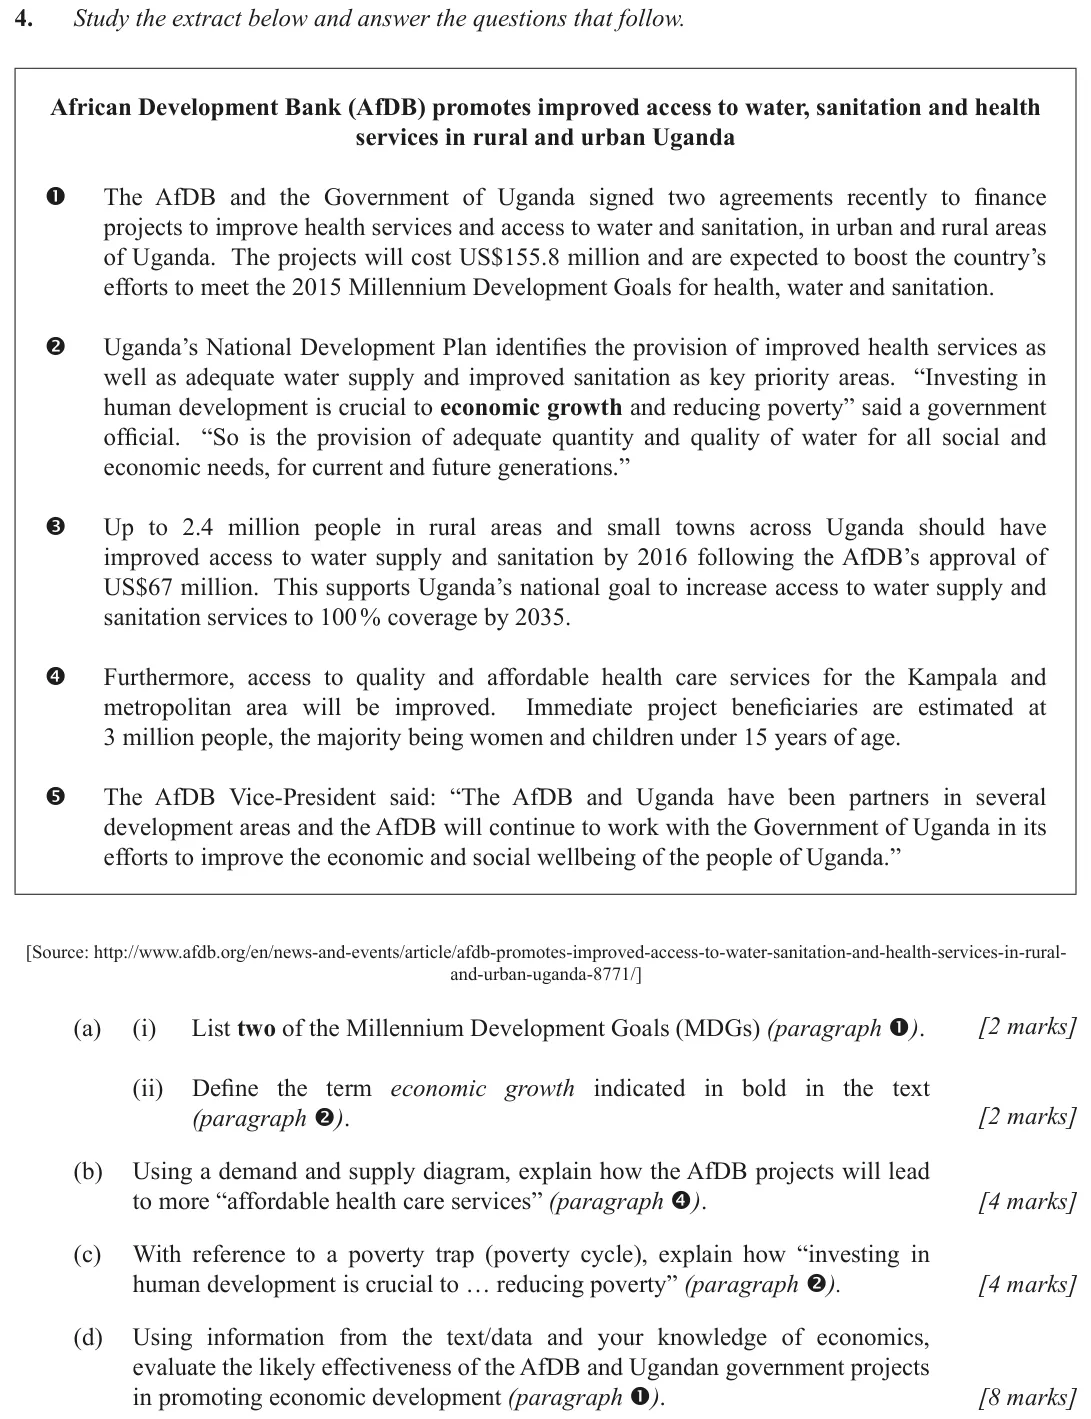 4. Study the extract below and answer the questions that follow.
African Development Bank (AfDB) promotes improved access to water, sanitation and health
services in rural and urban Uganda
❶ The AfDB and the Government of Uganda signed two agreements recently to finance
projects to improve health services and access to water and sanitation, in urban and rural areas
of Uganda. The projects will cost US$155.8 million and are expected to boost the country’s
efforts to meet the 2015 Millennium Development Goals for health, water and sanitation.
❷ Uganda’s National Development Plan identifies the provision of improved health services as
well as adequate water supply and improved sanitation as key priority areas. “Investing in
human development is crucial to economic growth and reducing poverty” said a government
official. “So is the provision of adequate quantity and quality of water for all social and
economic needs, for current and future generations.”
❸ Up to 2.4 million people in rural areas and small towns across Uganda should have
improved access to water supply and sanitation by 2016 following the AfDB’s approval of
US$67 million. This supports Uganda’s national goal to increase access to water supply and
sanitation services to 100 % coverage by 2035.
❹ Furthermore, access to quality and affordable health care services for the Kampala and
metropolitan area will be improved. Immediate project beneficiaries are estimated at
3 million people, the majority being women and children under 15 years of age.
❺ The AfDB Vice-President said: “The AfDB and Uganda have been partners in several
development areas and the AfDB will continue to work with the Government of Uganda in its
efforts to improve the economic and social wellbeing of the people of Uganda.”
[Source: http://www.afdb.org/en/news-and-events/article/afdb-promotes-improved-access-to-water-sanitation-and-health-services-in-rural-
and-urban-uganda-8771/]
(a) (i) List two of the Millennium Development Goals (MDGs) (paragraph ❶). [2 marks]
(ii) Define the term economic growth indicated in bold in the text
(paragraph ❷). [2 marks]
(b) Using a demand and supply diagram, explain how the AfDB projects will lead
to more “affordable health care services” (paragraph ❹). [4 marks]
(c) With reference to a poverty trap (poverty cycle), explain how “investing in
human development is crucial to … reducing poverty” (paragraph ❷). [4 marks]
(d) Using information from the text/data and your knowledge of economics,
evaluate the likely effectiveness of the AfDB and Ugandan government projects
in promoting economic development (paragraph ❶). [8 marks]